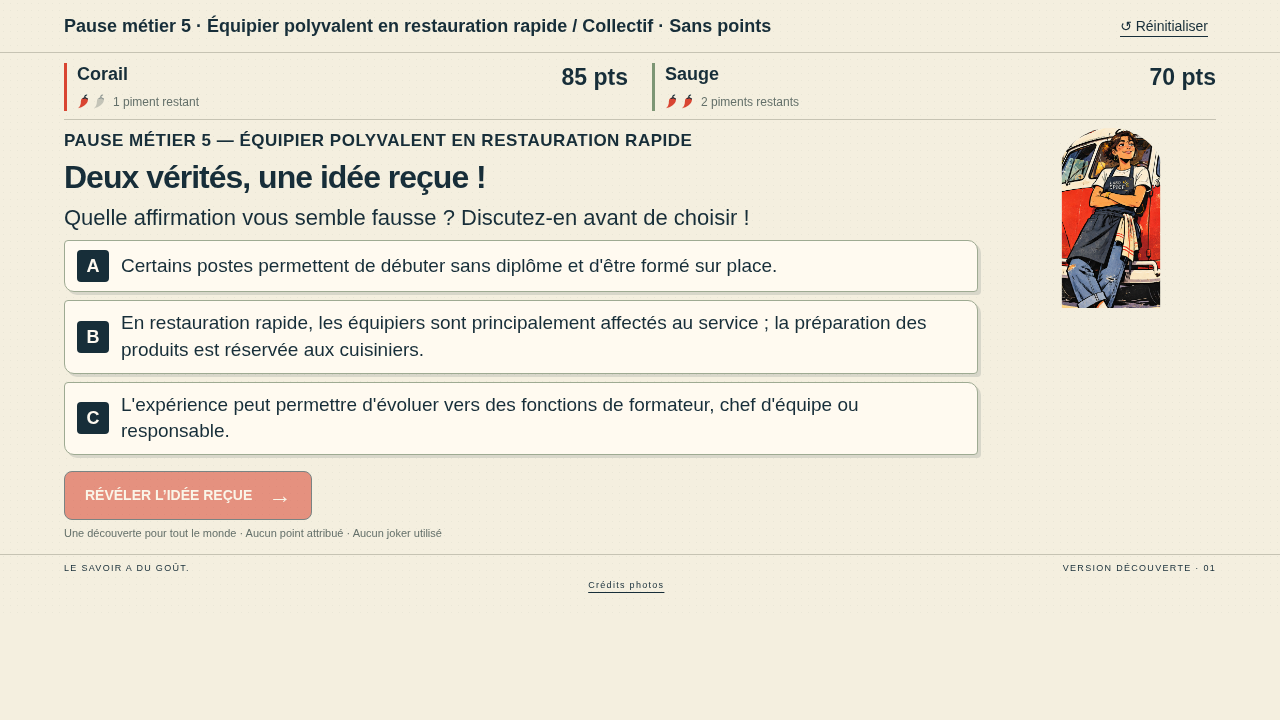 Pause métier 5 · Équipier polyvalent en restauration rapide / Collectif · Sans points
↺ Réinitialiser
Corail
85 pts
1 piment restant
Sauge
70 pts
2 piments restants
PAUSE MÉTIER 5 — ÉQUIPIER POLYVALENT EN RESTAURATION RAPIDE
Deux vérités, une idée reçue !
Quelle affirmation vous semble fausse ? Discutez-en avant de choisir !
A
Certains postes permettent de débuter sans diplôme et d'être formé sur place.
B
En restauration rapide, les équipiers sont principalement affectés au service ; la préparation des
produits est réservée aux cuisiniers.
C
L'expérience peut permettre d'évoluer vers des fonctions de formateur, chef d'équipe ou
responsable.
RÉVÉLER L’IDÉE REÇUE →
Une découverte pour tout le monde · Aucun point attribué · Aucun joker utilisé
LE SAVOIR A DU GOÛT.
VERSION DÉCOUVERTE · 01
Crédits photos